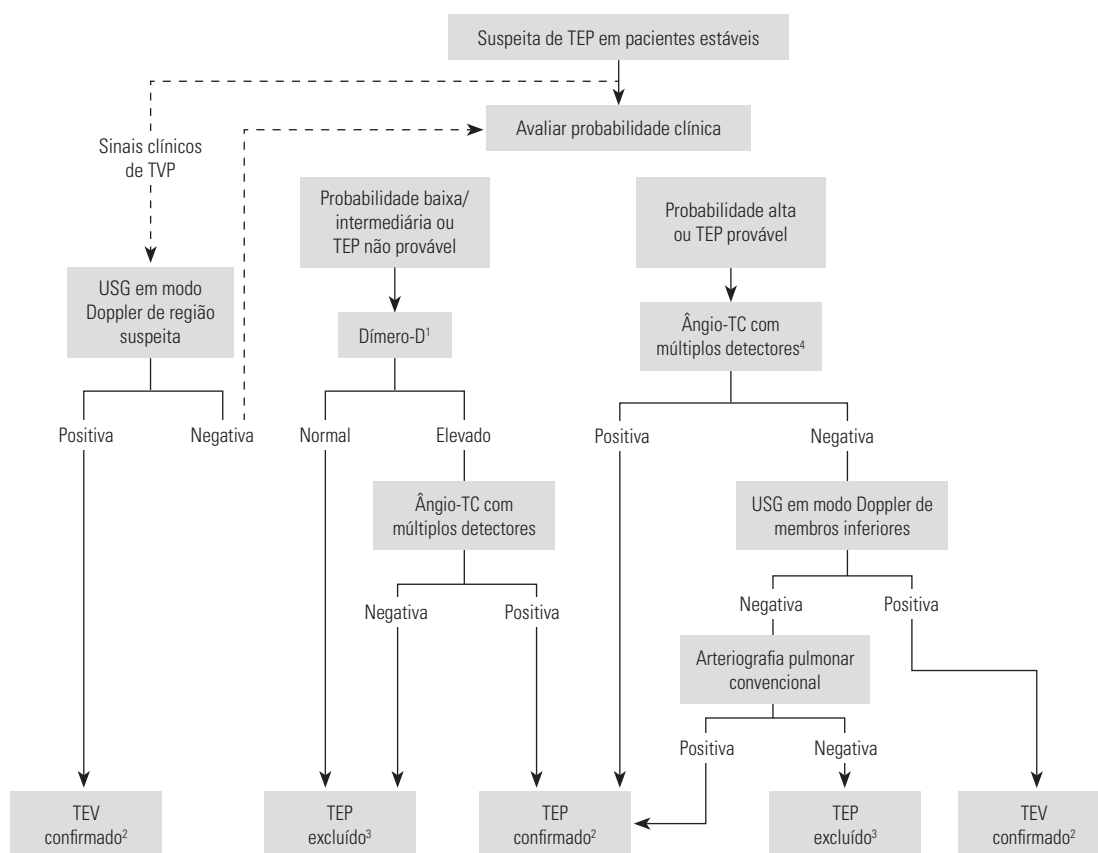 Suspeita de TEP em pacientes estáveis
Avaliar probabilidade clínica
Sinais clínicos
de TVP
Probabilidade baixa/
intermediária ou
TEP não provável
Probabilidade alta
ou TEP provável
USG em modo
Doppler de região
suspeita
Dímero-D¹
Ângio-TC com
múltiplos detectores⁴
Positiva
Negativa
Normal
Elevado
Positiva
Negativa
Ângio-TC com
múltiplos detectores
USG em modo Doppler de
membros inferiores
Negativa
Positiva
Negativa
Positiva
Arteriografia pulmonar
convencional
Positiva
Negativa
TEV
confirmado²
TEP
excluído³
TEP
confirmado²
TEP
excluído³
TEV
confirmado²